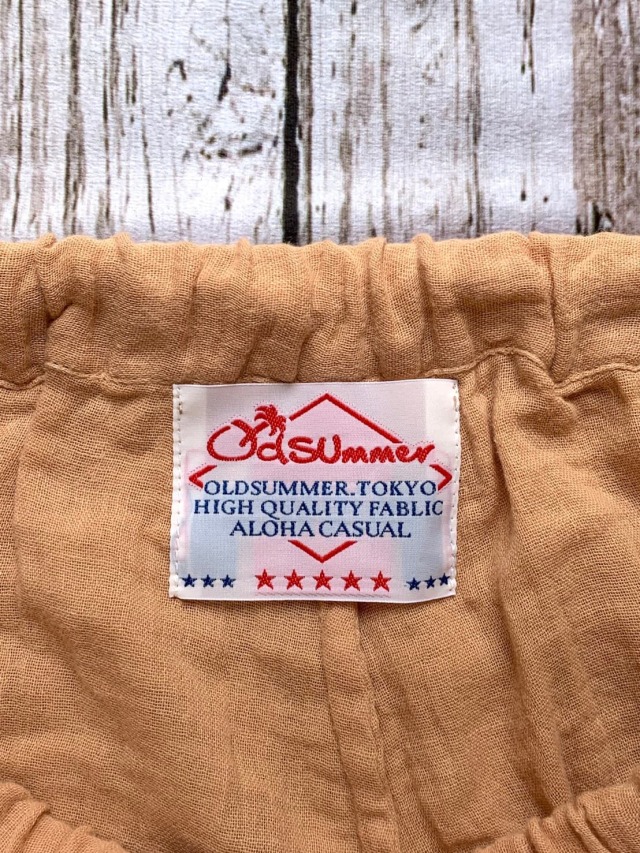 Oldsummer
OLDSUMMER.TOKYO
HIGH QUALITY FABLIC
ALOHA CASUAL